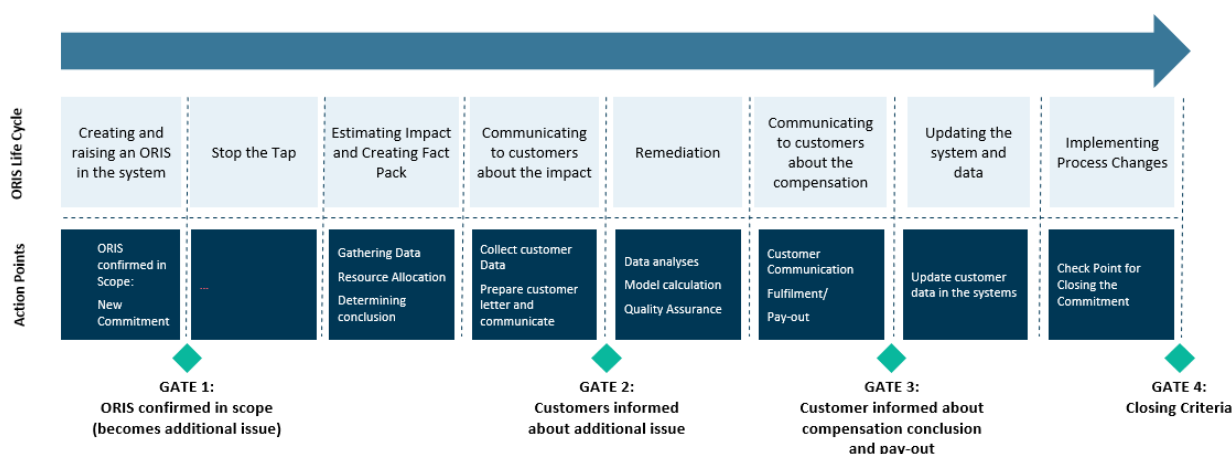 ORIS Life Cycle
Creating and
raising an ORIS
in the system
Stop the Tap
Estimating Impact
and Creating Fact
Pack
Communicating
to customers
about the impact
Remediation
Communicating
to customers
about the
compensation
Updating the
system and
data
Implementing
Process Changes
Action Points
ORIS
confirmed in
Scope:
New
Commitment
...
Gathering Data
Resource Allocation
Determining
conclusion
Collect customer
Data
Prepare customer
letter and
communicate
Data analyses
Model calculation
Quality Assurance
Customer
Communication
Fulfilment/
Pay-out
Update customer
data in the systems
Check Point for
Closing the
Commitment
GATE 1:
ORIS confirmed in scope
(becomes additional issue)
GATE 2:
Customers informed
about additional issue
GATE 3:
Customer informed about
compensation conclusion
and pay-out
GATE 4:
Closing Criteria